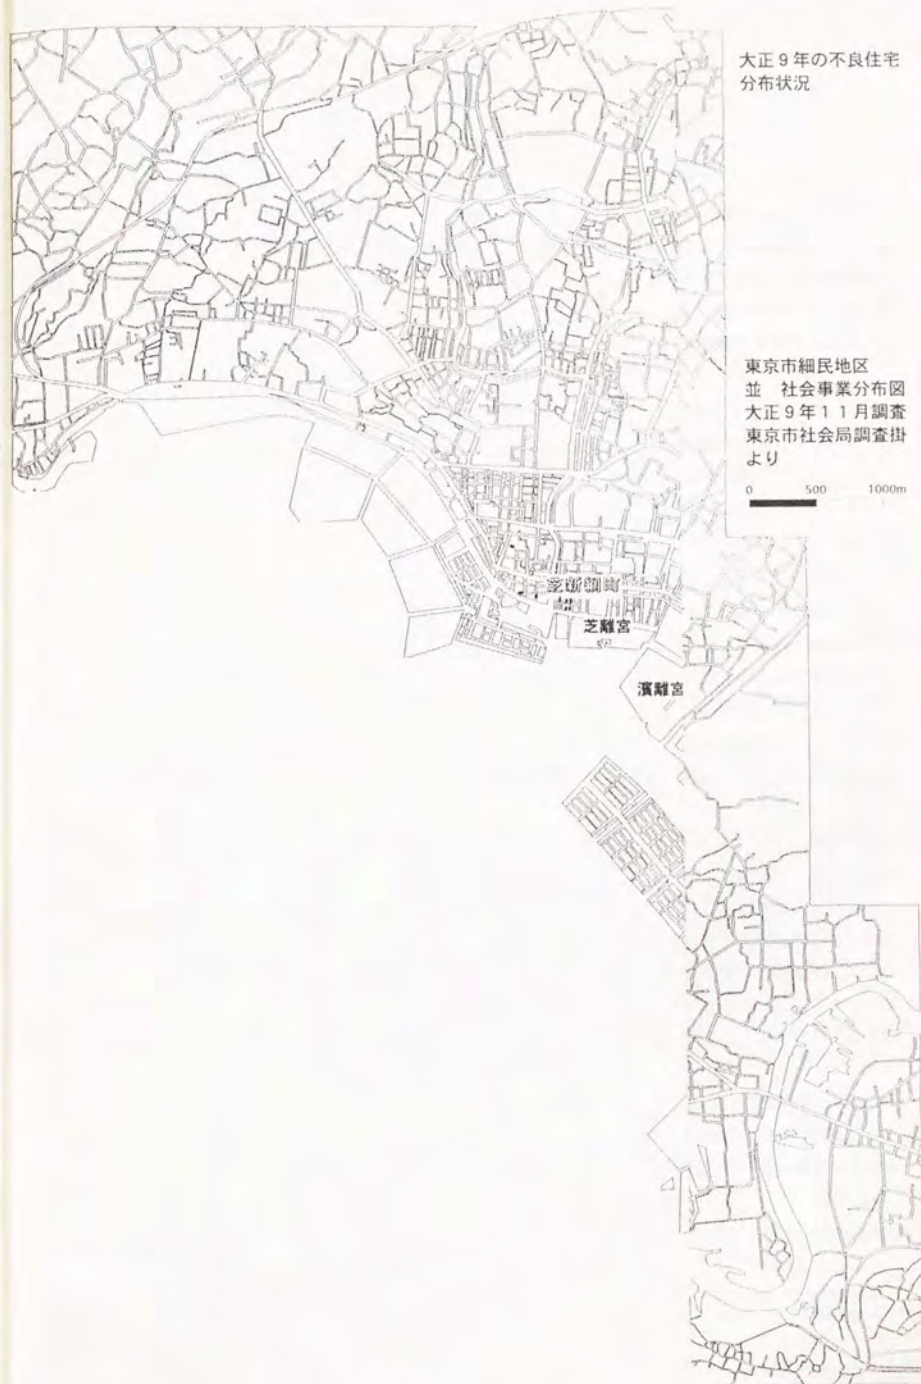 大正9年の不良住宅
分布状況
東京市細民地区
並　社会事業分布図
大正9年11月調査
東京市社会局調査掛
より
0 500 1000m
芝新網町
芝離宮
濱離宮